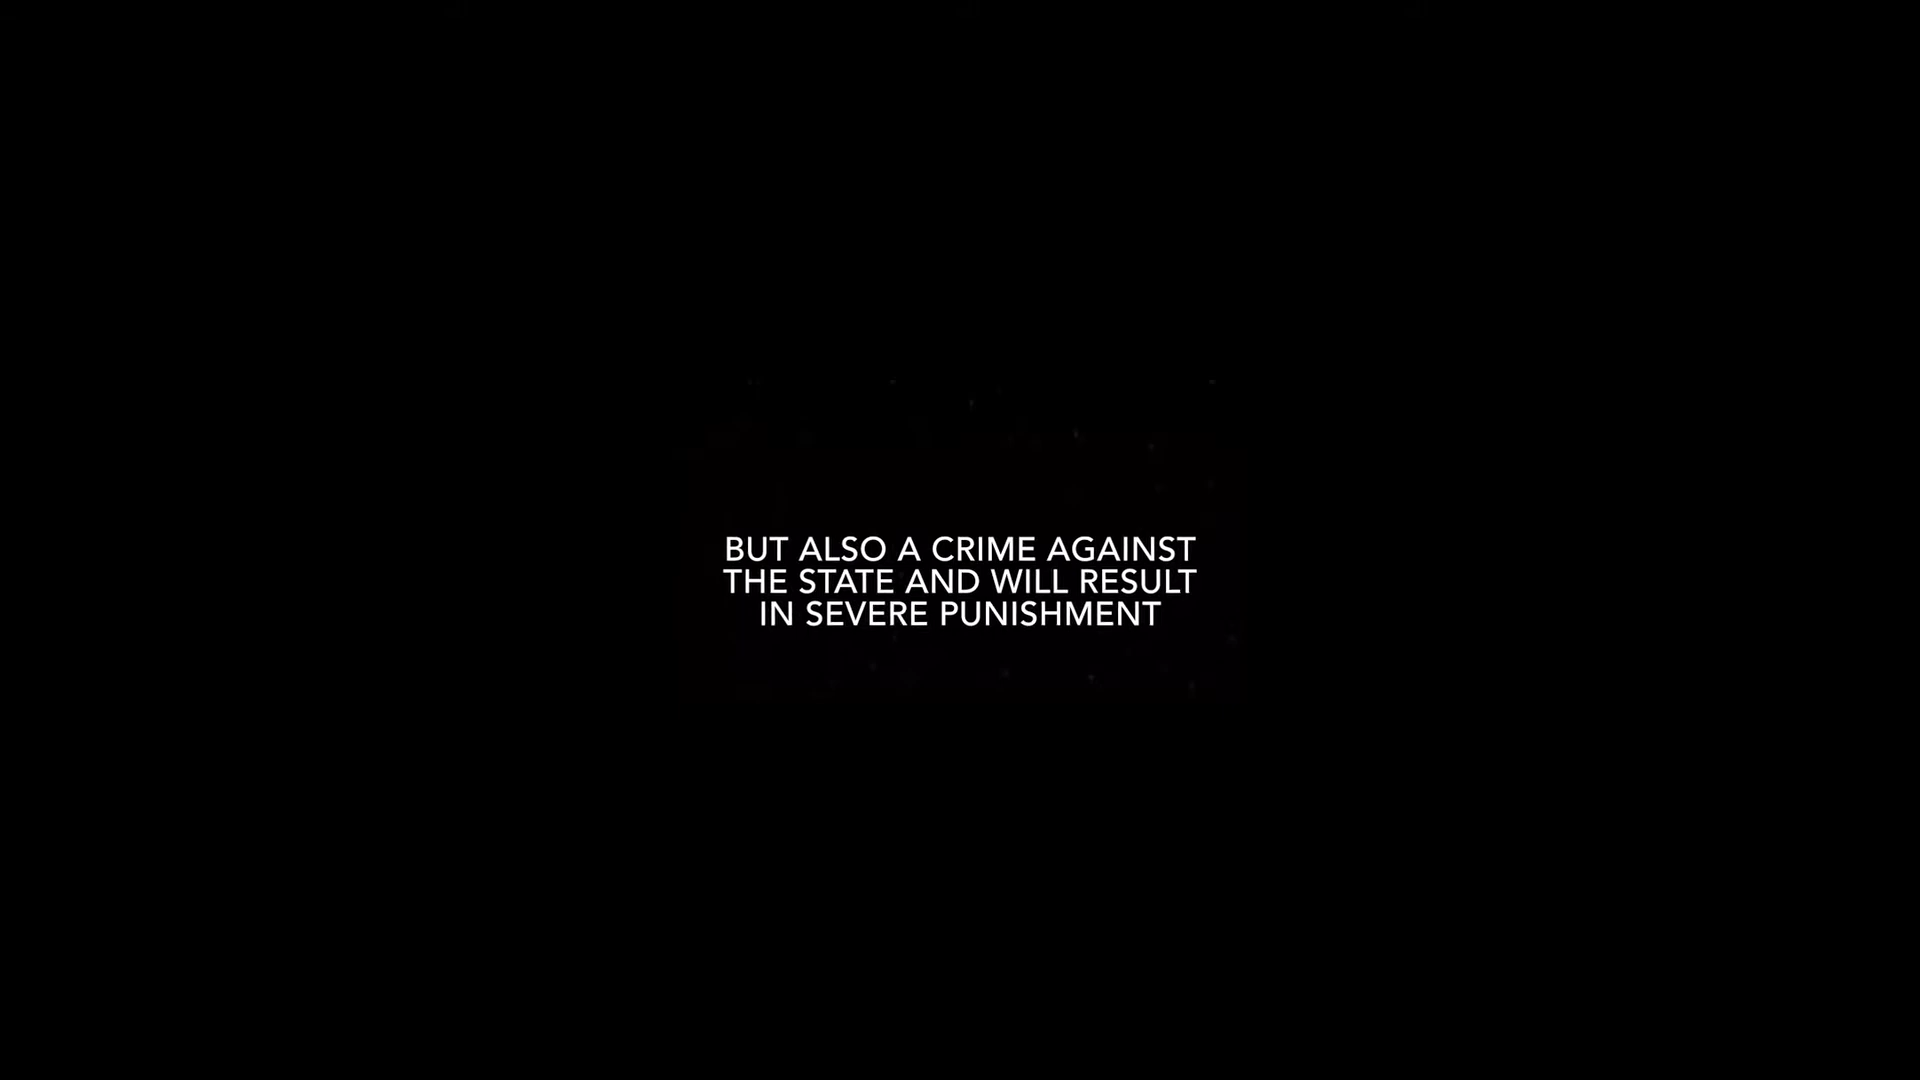 BUT ALSO A CRIME AGAINST
THE STATE AND WILL RESULT
IN SEVERE PUNISHMENT